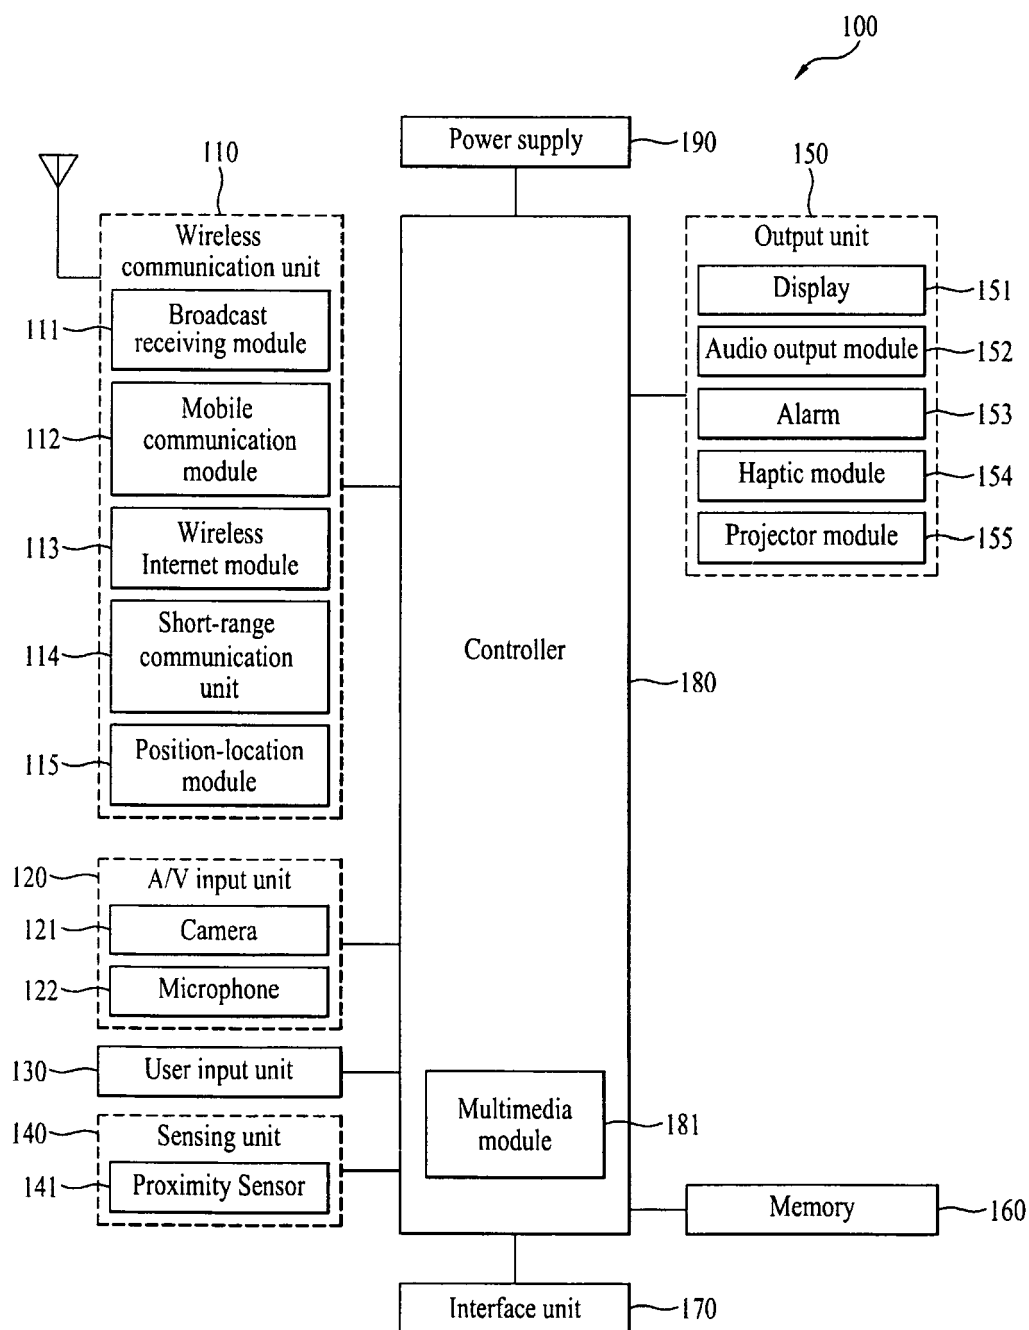 100
Power supply
190
110
150
Wireless
communication unit
Output unit
111
Broadcast
receiving module
Display
151
Audio output module
152
112
Mobile
communication
module
Alarm
153
Haptic module
154
113
Wireless
Internet module
Projector module
155
114
Short-range
communication
unit
Controller
180
115
Position-location
module
120
A/V input unit
121
Camera
122
Microphone
130
User input unit
Multimedia
module
181
140
Sensing unit
141
Proximity Sensor
Memory
160
Interface unit
170